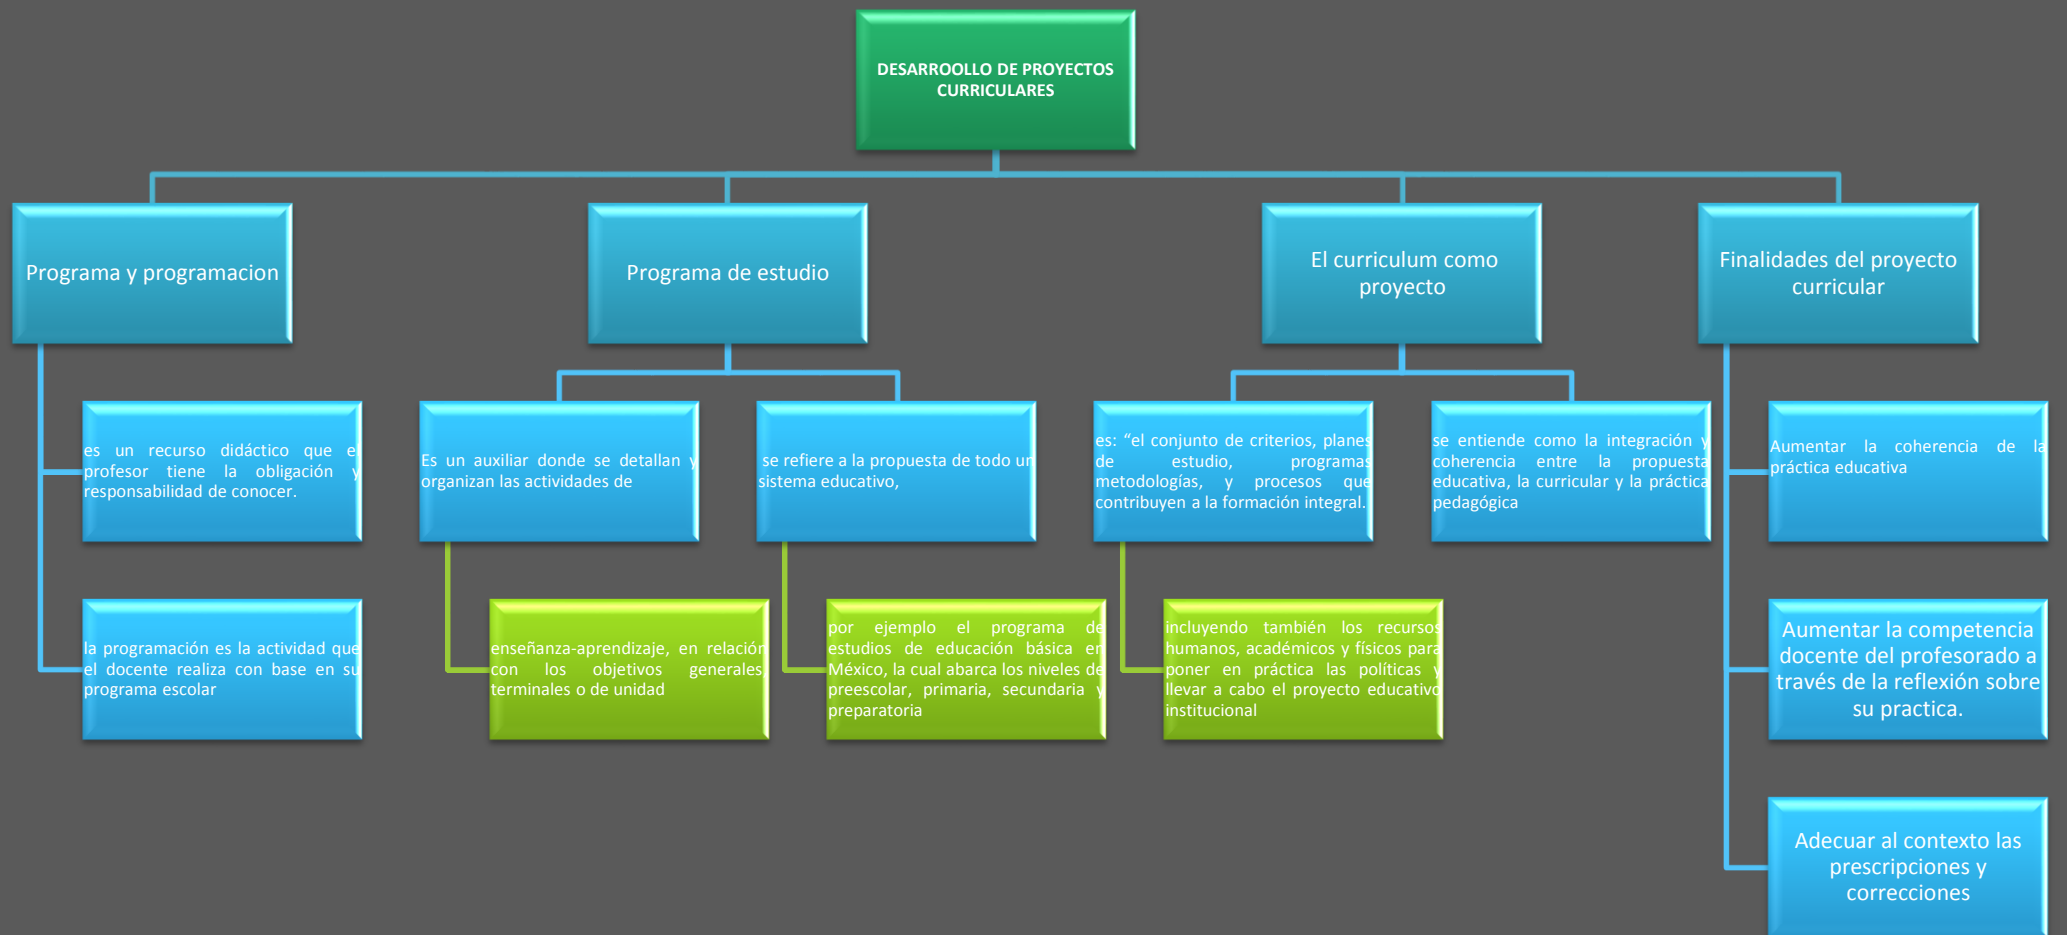 DESARROOLLO DE PROYECTOS
CURRICULARES
Programa y programacion
Programa de estudio
El curriculum como
proyecto
Finalidades del proyecto
curricular
es un recurso didáctico que el
profesor tiene la obligación y
responsabilidad de conocer.
la programación es la actividad que
el docente realiza con base en su
programa escolar
Es un auxiliar donde se detallan y
organizan las actividades de
enseñanza-aprendizaje, en relación
con los objetivos generales,
terminales o de unidad
se refiere a la propuesta de todo un
sistema educativo,
por ejemplo el programa de
estudios de educación básica en
México, la cual abarca los niveles de
preescolar, primaria, secundaria y
preparatoria
es: “el conjunto de criterios, planes
de estudio, programas
metodologías, y procesos que
contribuyen a la formación integral.
incluyendo también los recursos
humanos, académicos y físicos para
poner en práctica las políticas y
llevar a cabo el proyecto educativo
institucional
se entiende como la integración y
coherencia entre la propuesta
educativa, la curricular y la práctica
pedagógica
Aumentar la coherencia de la
práctica educativa
Aumentar la competencia
docente del profesorado a
través de la reflexión sobre
su practica.
Adecuar al contexto las
prescripciones y
correcciones